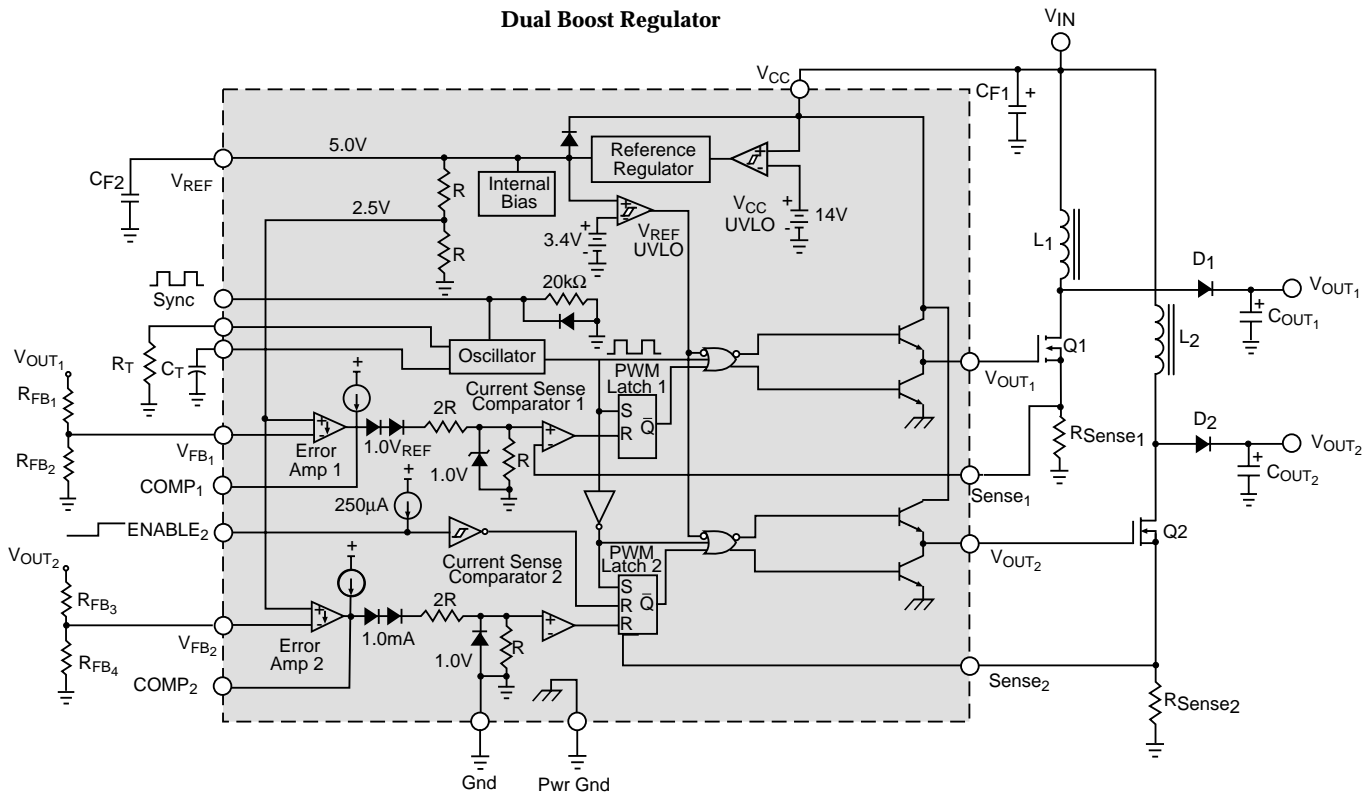 Dual Boost Regulator
VIN
VCC
CF1
+
5.0V
Reference
Regulator
+
-
CF2
VREF
R
Internal
Bias
2.5V
+
-
VCC
UVLO
+
-
14V
3.4V
+
-
VREF
UVLO
R
L1
D1
VOUT1
20kΩ
Sync
+
COUT1
L2
Oscillator
Q1
VOUT1
RT
CT
+
PWM
Latch 1
VOUT1
RFB1
Current Sense
Comparator 1
2R
S
R
Q̅
RSense1
D2
VOUT2
+
-
1.0VREF
+
-
VFB1
Error
Amp 1
RFB2
1.0V
R
+
COUT2
COMP1
+
Sense1
250µA
ENABLE2
Q2
VOUT2
PWM
Latch 2
VOUT2
+
Current Sense
Comparator 2
S
R
R
Q̅
RFB3
2R
+
-
+
-
VFB2
Error
Amp 2
1.0mA
1.0V
R
RFB4
Sense2
COMP2
RSense2
Gnd
Pwr Gnd